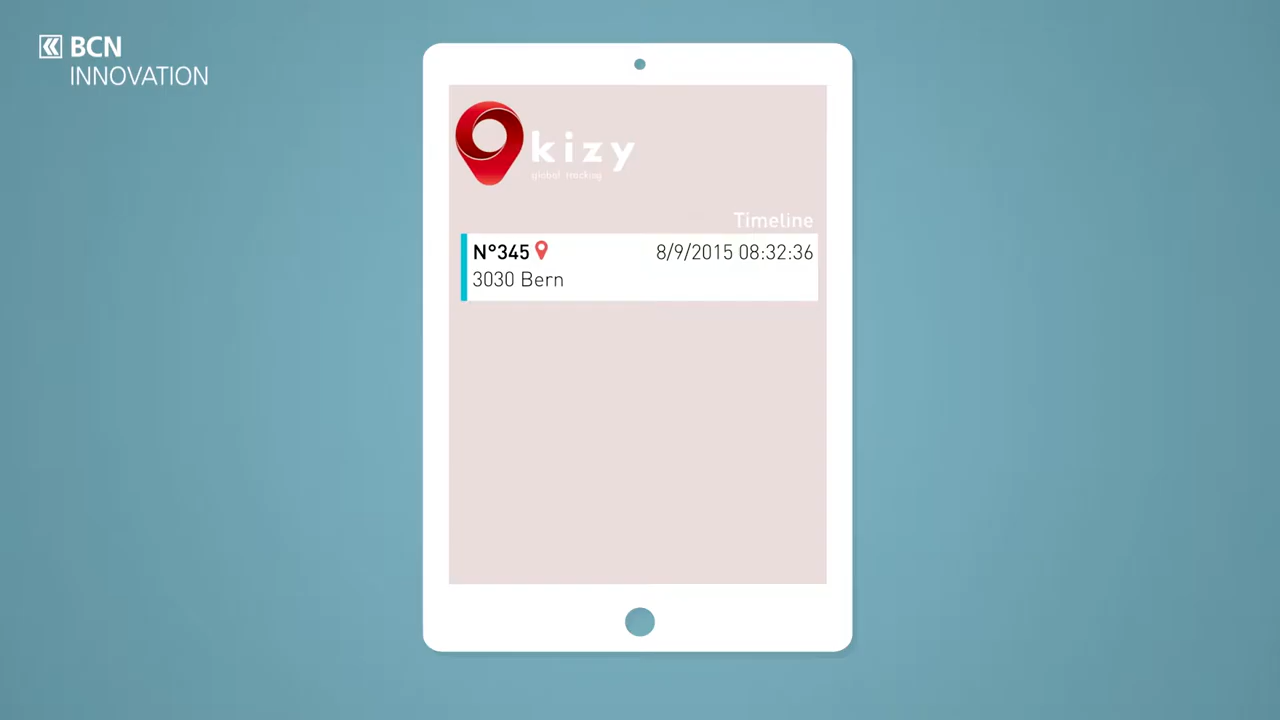 BCN
INNOVATION
kizy
global tracking
Timeline
N°345 8/9/2015 08:32:36
3030 Bern